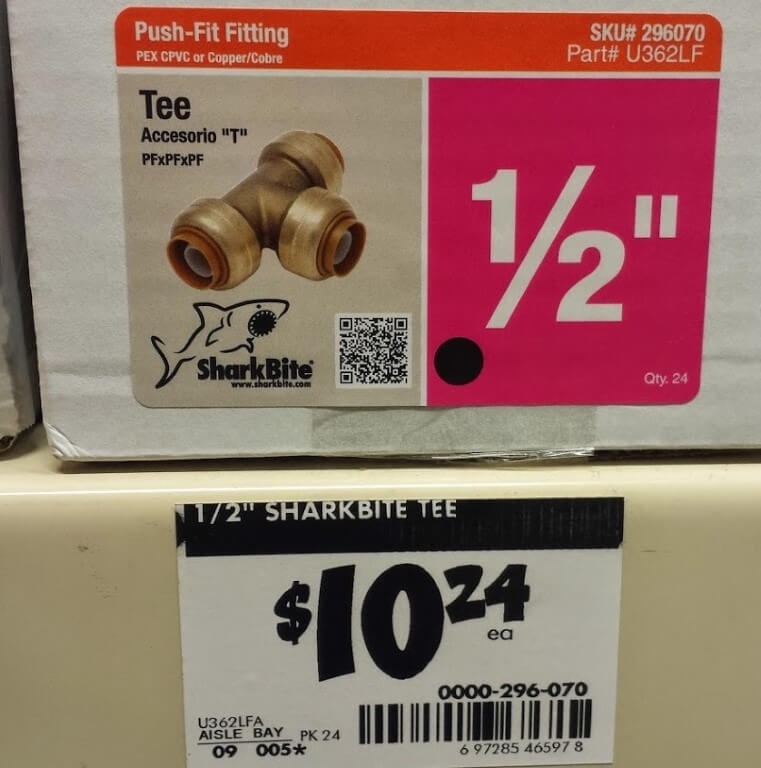 Push-Fit Fitting
PEX CPVC or Copper/Cobre
SKU# 296070
Part# U362LF
Tee
Accesorio "T"
PFxPFxPF
SharkBite®
www.sharkbite.com
1/2"
Qty. 24
1/2" SHARKBITE TEE
$10 24
ea
0000-296-070
U362LFA
AISLE BAY PK 24
09 005*
6 97285 46597 8